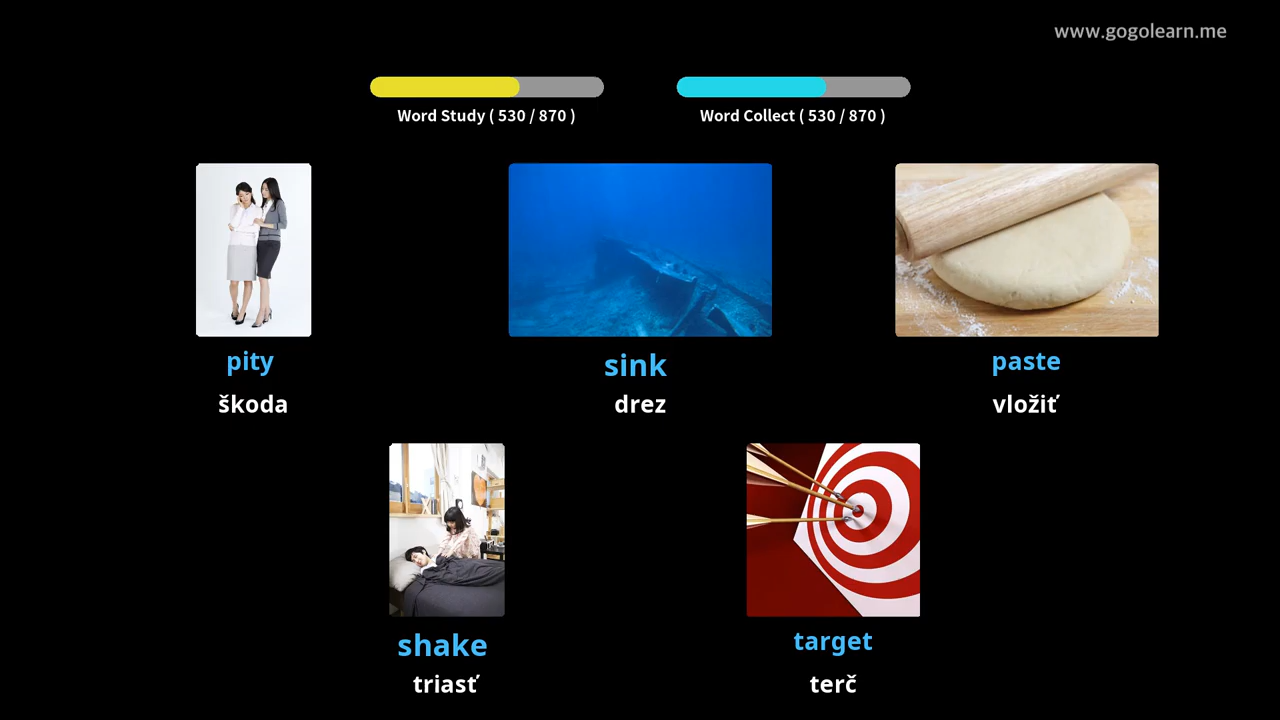 www.gogolearn.me
Word Study ( 530 / 870 )
Word Collect ( 530 / 870 )
pity
škoda
sink
drez
paste
vložiť
shake
triasť
target
terč